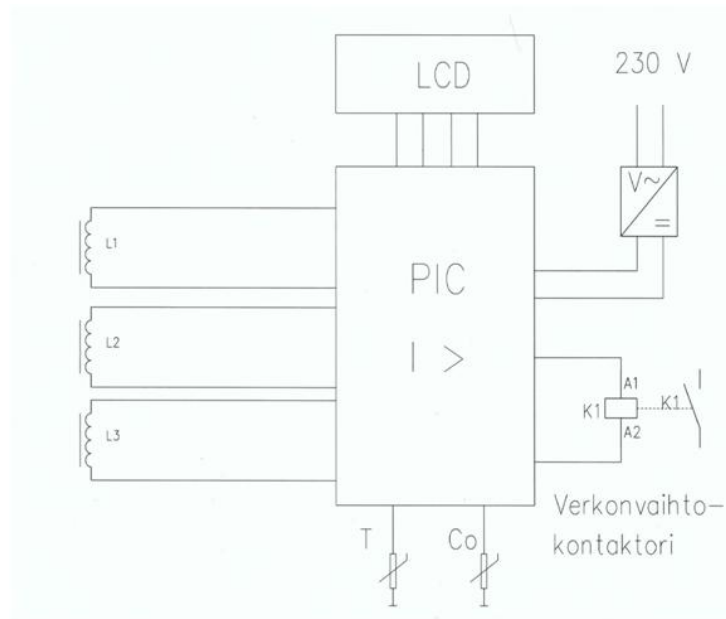 LCD
230 V
V~
=
L1
PIC
L2
I >
A1
K1
K1
A2
L3
Verkonvaihto-
kontaktori
T
Co